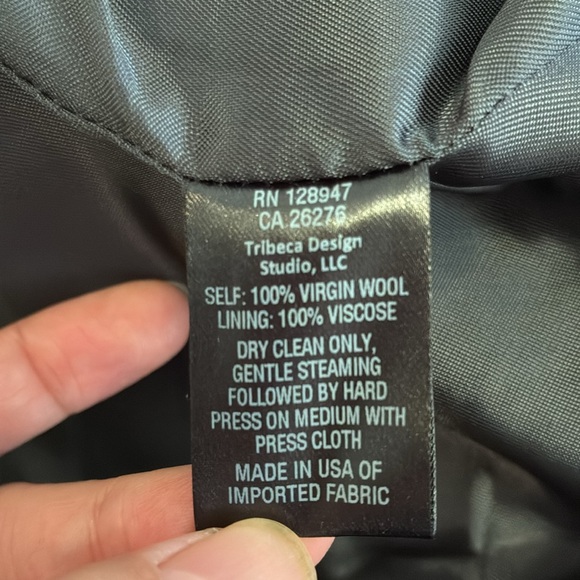 RN 128947
CA 26276
Tribeca Design
Studio, LLC
SELF: 100% VIRGIN WOOL
LINING: 100% VISCOSE
DRY CLEAN ONLY,
GENTLE STEAMING
FOLLOWED BY HARD
PRESS ON MEDIUM WITH
PRESS CLOTH
MADE IN USA OF
IMPORTED FABRIC